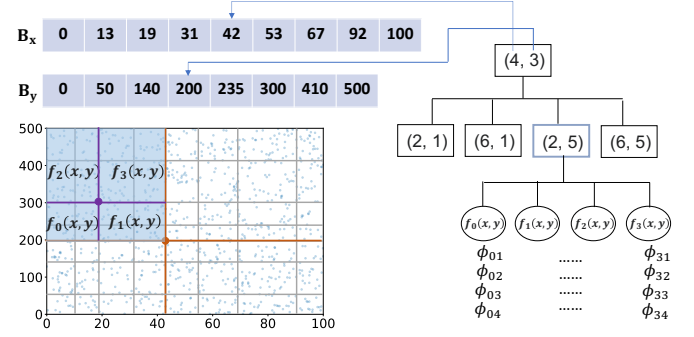 Bx 0 13 19 31 42 53 67 92 100
(4, 3)
By 0 50 140 200 235 300 410 500
(2, 1) (6, 1) (2, 5) (6, 5)
500
400
300
200
100
0
f2(x, y) f3(x, y)
f0(x, y) f1(x, y)
0 20 40 60 80 100
f0(x, y) f1(x, y) f2(x, y) f3(x, y)
ϕ01 ...... ϕ31
ϕ02 ...... ϕ32
ϕ03 ...... ϕ33
ϕ04 ...... ϕ34